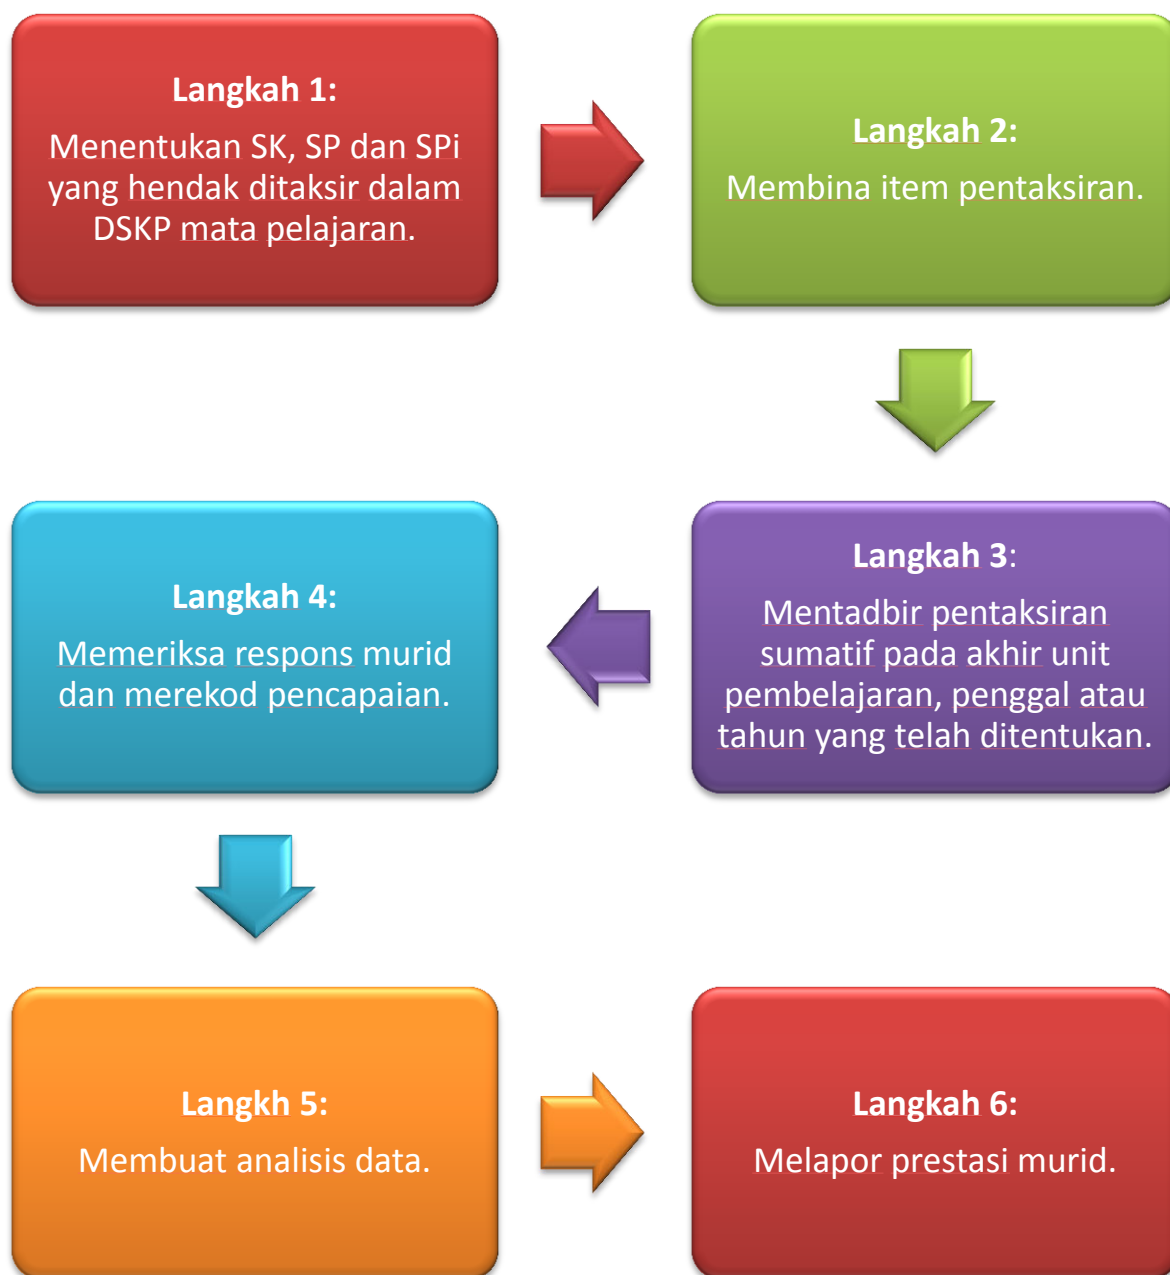 Langkah 1:
Menentukan SK, SP dan SPi
yang hendak ditaksir dalam
DSKP mata pelajaran.
Langkah 2:
Membina item pentaksiran.
Langkah 3:
Mentadbir pentaksiran
sumatif pada akhir unit
pembelajaran, penggal atau
tahun yang telah ditentukan.
Langkah 4:
Memeriksa respons murid
dan merekod pencapaian.
Langkh 5:
Membuat analisis data.
Langkah 6:
Melapor prestasi murid.